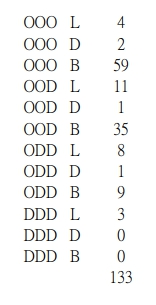 OOO L 4
OOO D 2
OOO B 59
OOD L 11
OOD D 1
OOD B 35
ODD L 8
ODD D 1
ODD B 9
DDD L 3
DDD D 0
DDD B 0
133